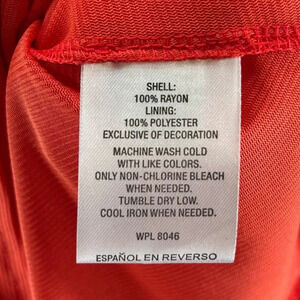 SHELL:
100% RAYON
LINING:
100% POLYESTER
EXCLUSIVE OF DECORATION
MACHINE WASH COLD
WITH LIKE COLORS.
ONLY NON-CHLORINE BLEACH
WHEN NEEDED.
TUMBLE DRY LOW.
COOL IRON WHEN NEEDED.
WPL 8046
ESPAÑOL EN REVERSO